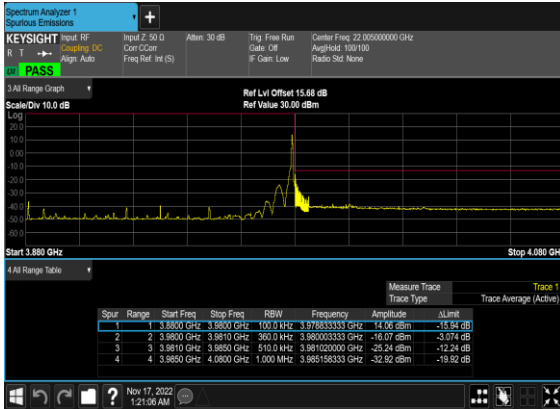 Spectrum Analyzer 1
Spurious Emissions
+
KEYSIGHT Input: RF Input Z: 50 Ω Atten: 30 dB Trig: Free Run Center Freq: 22.005000000 GHz
R T Coupling: DC Corr CCorr Gate: Off Avg|Hold: 100/100
Align: Auto Freq Ref: Int (S) IF Gain: Low Radio Std: None
PASS
3 All Range Graph
Ref Lvl Offset 15.68 dB
Scale/Div 10.0 dB Ref Value 30.00 dBm
Log
20.0
10.0
0.00
-10.0
-20.0
-30.0
-40.0
-50.0
-60.0
Start 3.880 GHz Stop 4.080 GH
4 All Range Table
Measure Trace Trace 1
Trace Type Trace Average (Active)
Spur Range Start Freq Stop Freq RBW Frequency Amplitude ΔLimit
1 1 3.8800 GHz 3.9800 GHz 100.0 kHz 3.978833333 GHz 14.06 dBm -15.94 dB
2 2 3.9800 GHz 3.9810 GHz 360.0 kHz 3.980003333 GHz -16.07 dBm -3.074 dB
3 3 3.9810 GHz 3.9850 GHz 510.0 kHz 3.981020000 GHz -25.24 dBm -12.24 dB
4 4 3.9850 GHz 4.0800 GHz 1.000 MHz 3.985158333 GHz -32.92 dBm -19.92 dB
? Nov 17, 2022
1:21:06 AM